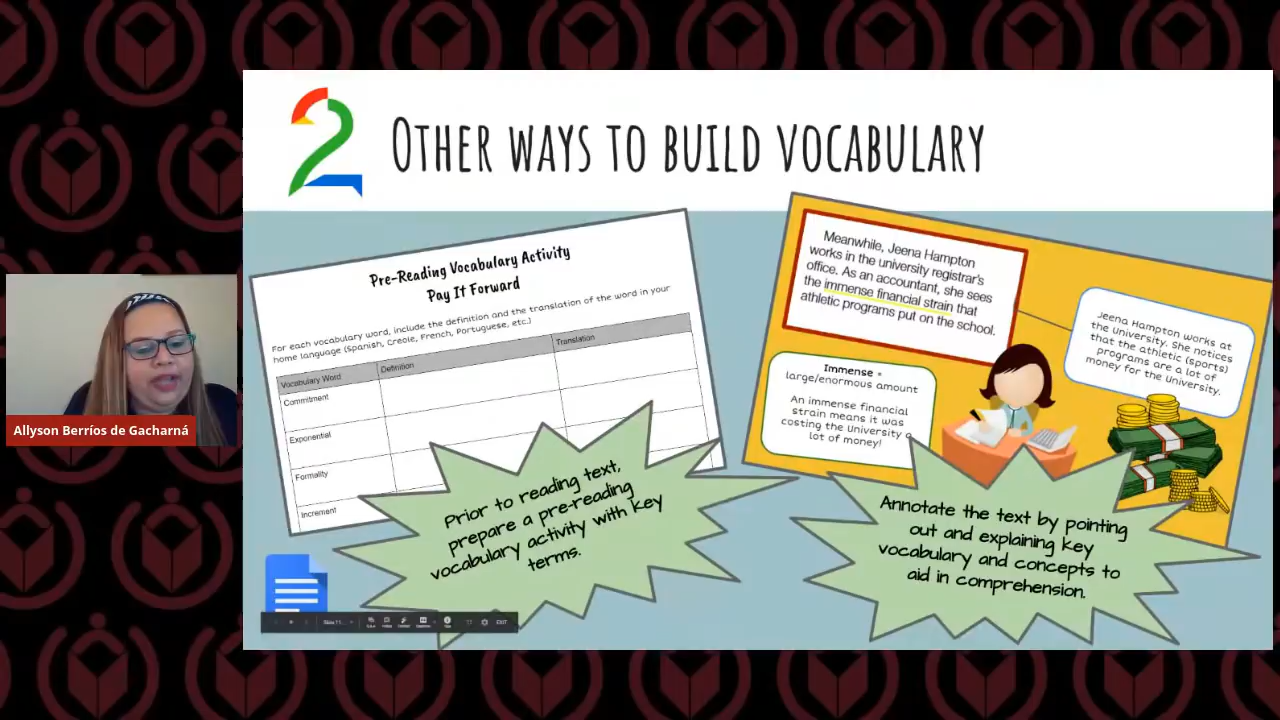 2
OTHER WAYS TO BUILD VOCABULARY
Pre-Reading Vocabulary Activity
Pay It Forward
For each vocabulary word, include the definition and the translation of the word in your
home language (Spanish, Creole, French, Portuguese, etc.)
Vocabulary Word
Definition
Translation
Commitment
Exponential
Formality
Increment
Prior to reading text,
prepare a pre-reading
vocabulary activity with key
terms.
Meanwhile, Jeena Hampton
works in the university registrar's
office. As an accountant, she sees
the immense financial strain that
athletic programs put on the school.
Jeena Hampton works at
the university. She notices
that the athletic (sports)
programs are a lot of
money for the University.
Immense =
large/enormous amount
An immense financial
strain means it was
costing the University a
lot of money!
Annotate the text by pointing
out and explaining key
vocabulary and concepts to
aid in comprehension.
Allyson Berríos de Gacharná
EXIT